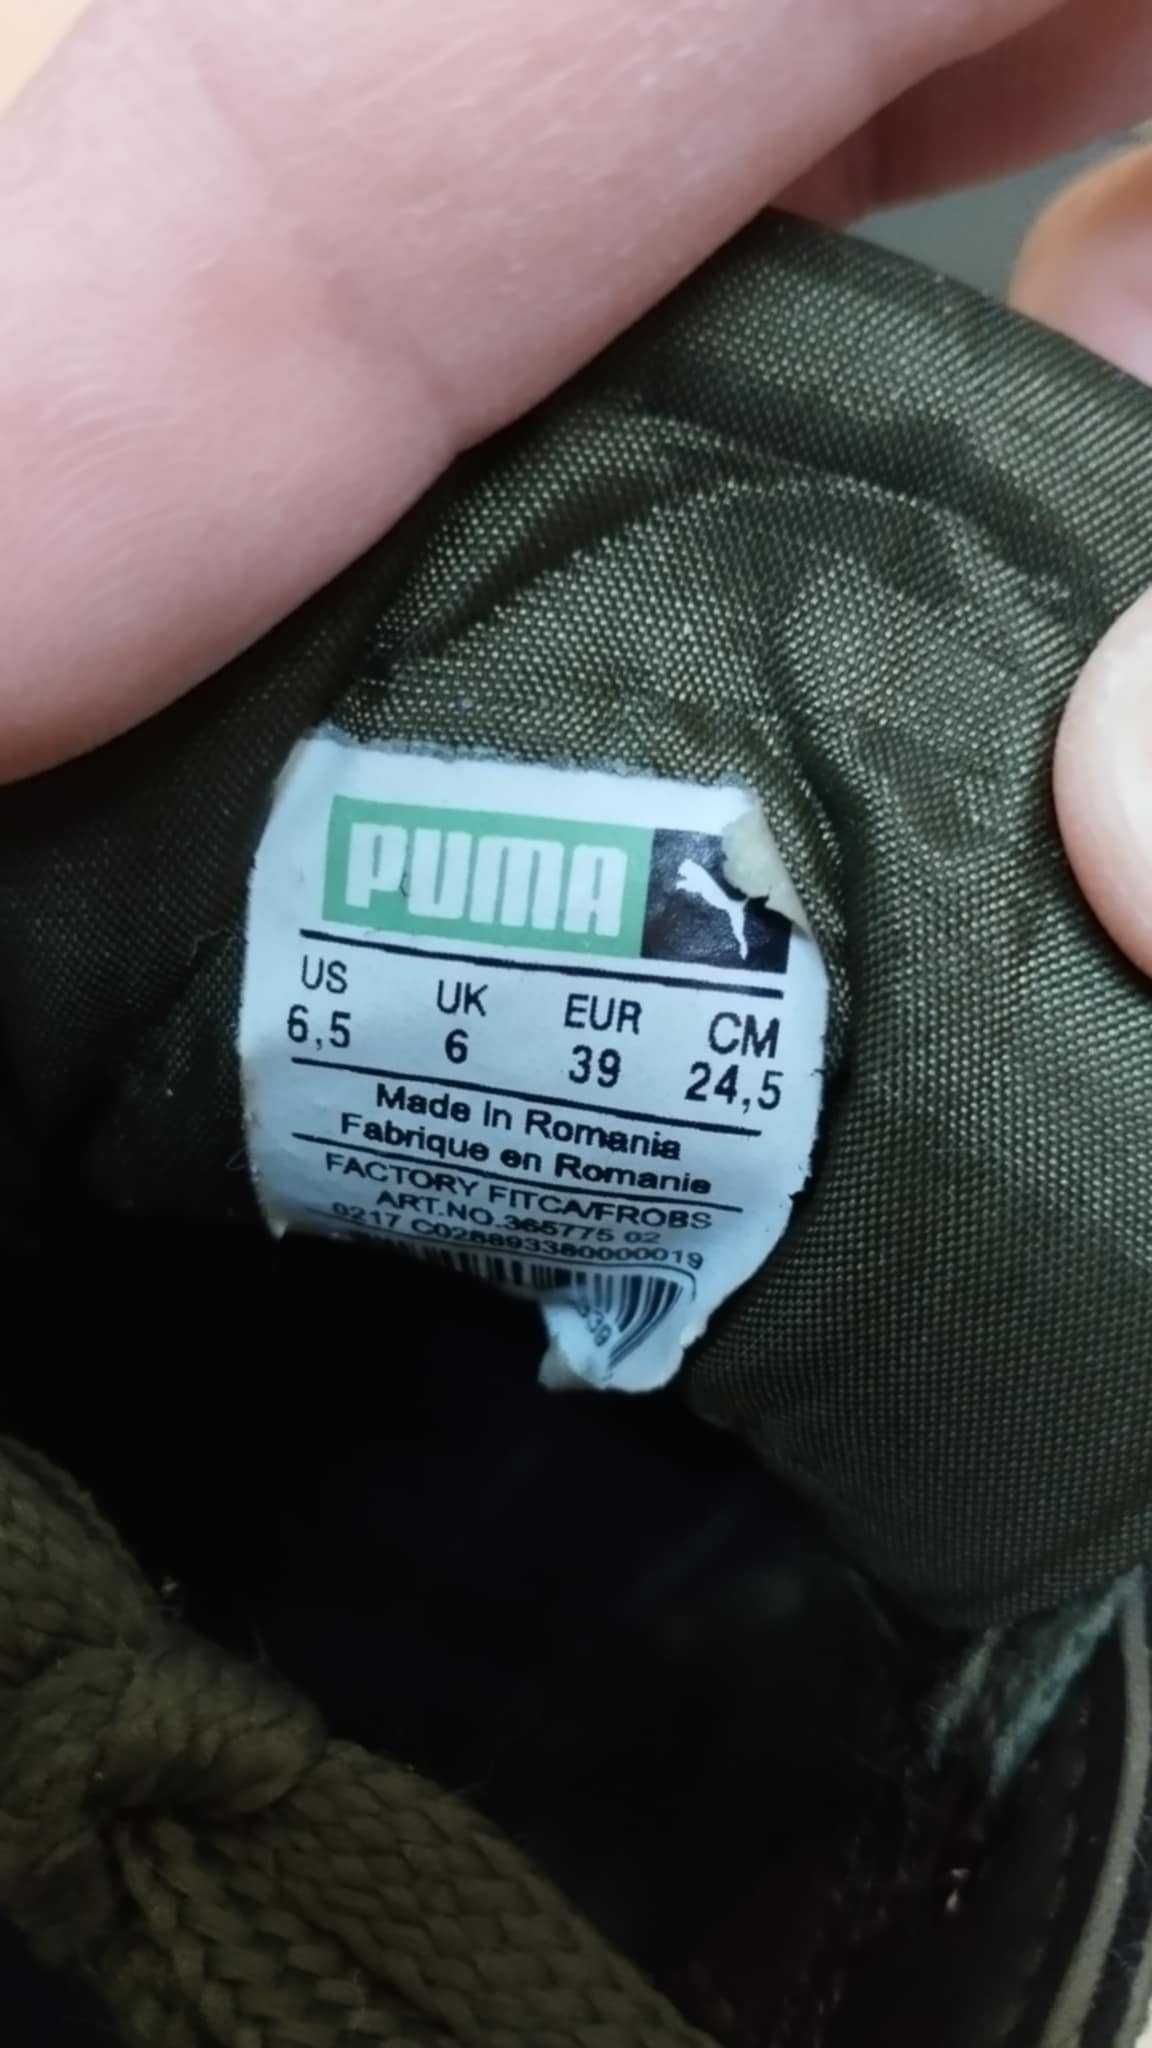 PUMA
US UK EUR CM
6,5 6 39 24,5
Made in Romania
Fabrique en Romanie
FACTORY FITCA/FROBS
ART.NO.365775 02
0217 C028893380000019